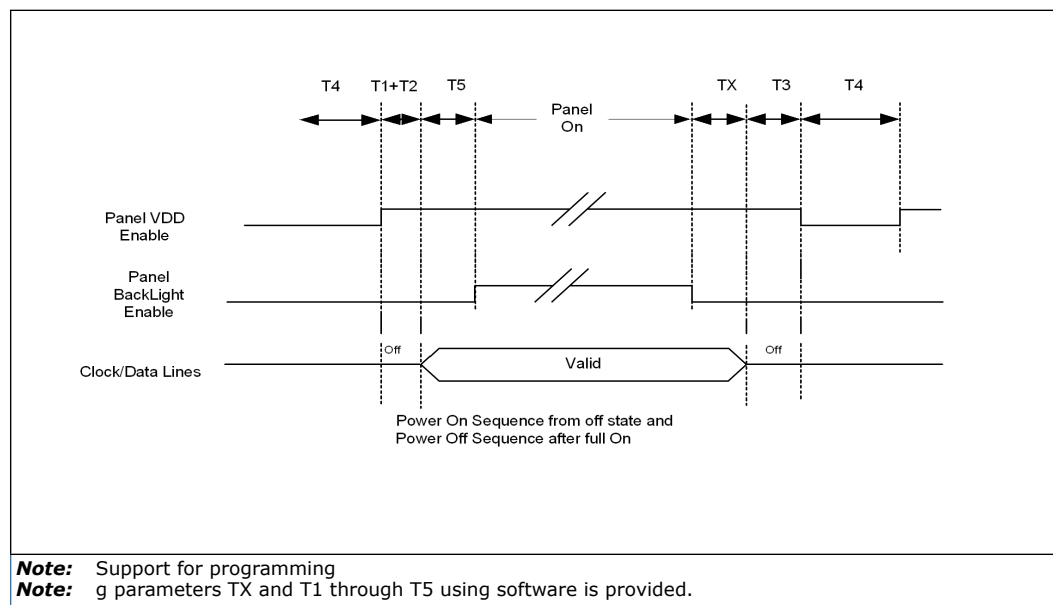 T4 T1+T2 T5 TX T3 T4
Panel
On
Panel VDD
Enable
Panel
BackLight
Enable
Off
Off
Clock/Data Lines
Valid
Power On Sequence from off state and
Power Off Sequence after full On
Note: Support for programming
Note: g parameters TX and T1 through T5 using software is provided.